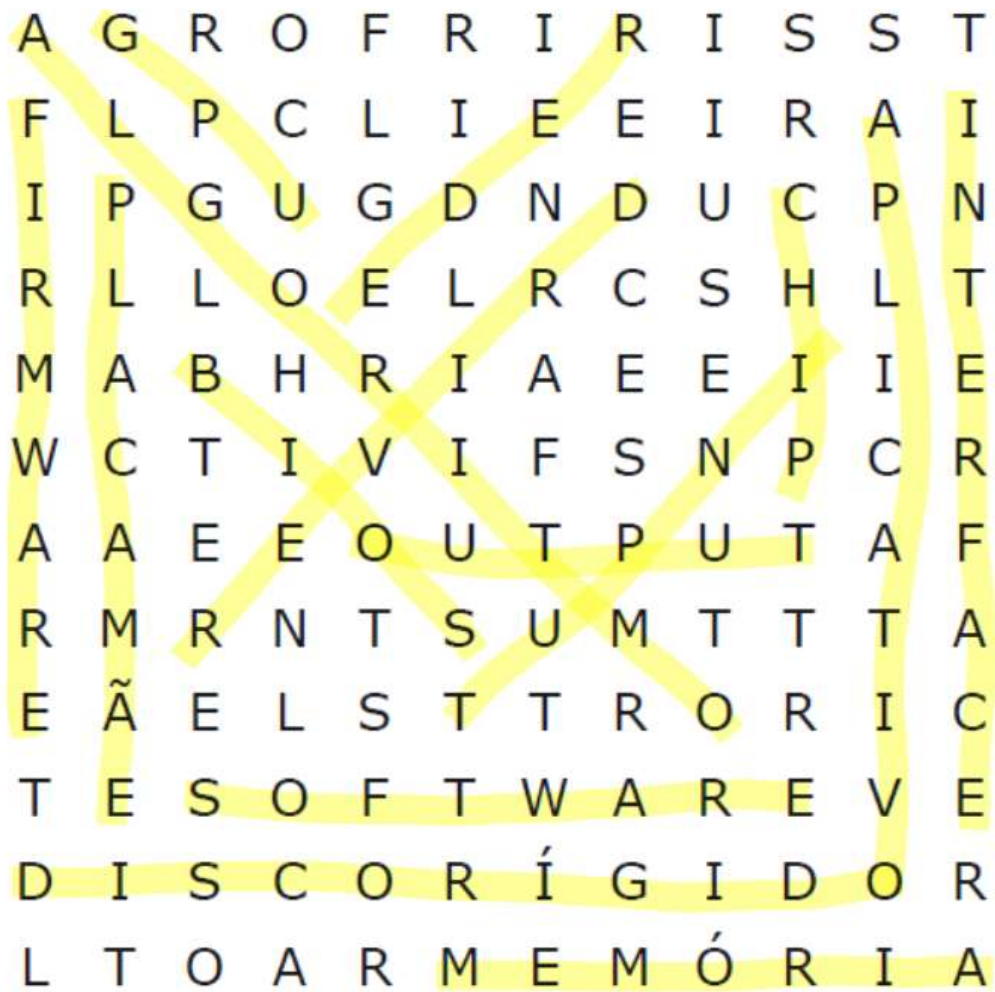 A G R O F R I R I S S T
F L P C L I E E I R A I
I P G U G D N D U C P N
R L L O E L R C S H L T
M A B H R I A E E I I E
W C T I V I F S N P C R
A A E E O U T P U T A F
R M R N T S U M T T T A
E Ã E L S T T R O R I C
T E S O F T W A R E V E
D I S C O R Í G I D O R
L T O A R M E M Ó R I A